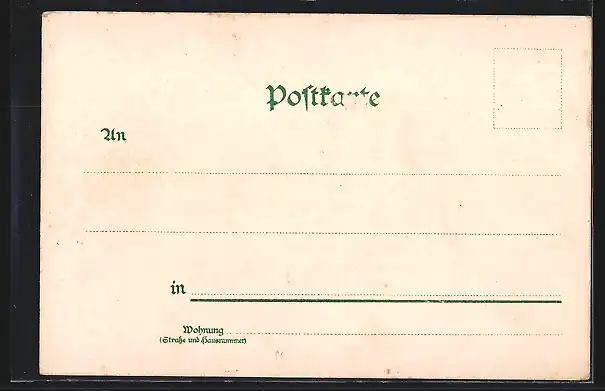 Postkarte
An
in
Wohnung
(Straße und Hausnummer)